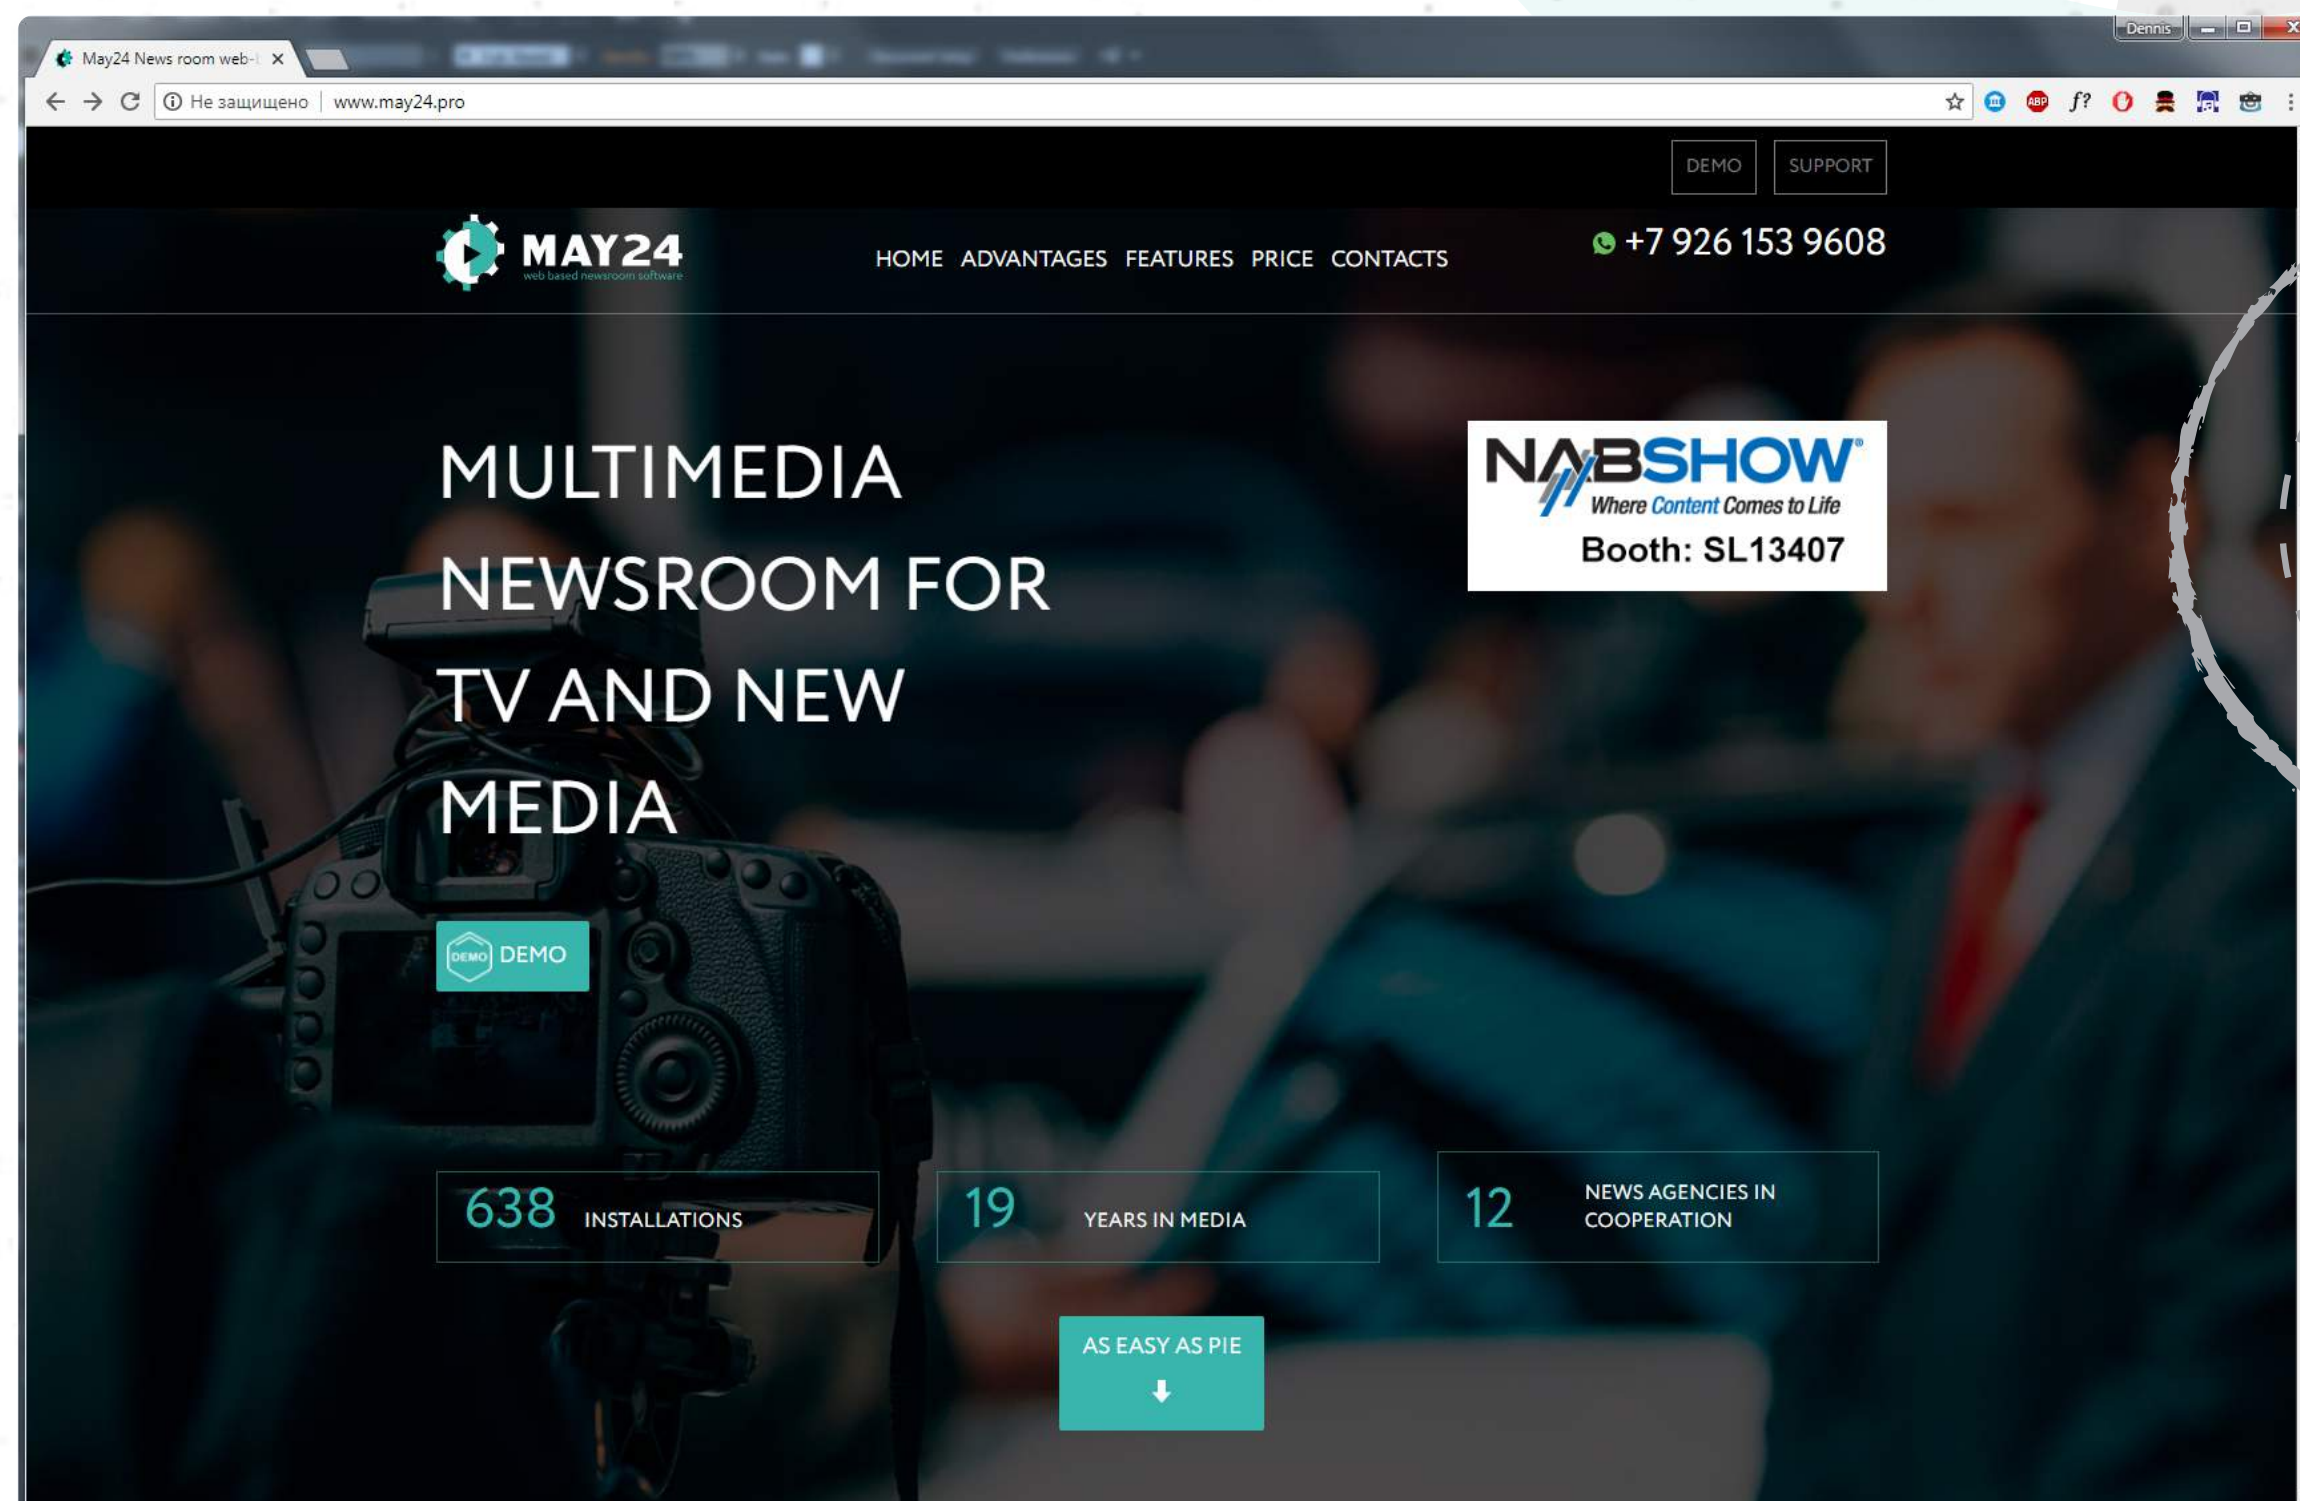 Dennis
May24 News room web-
Не защищено | www.may24.pro
ABP f?
DEMO SUPPORT
MAY24
web based newsroom software
HOME ADVANTAGES FEATURES PRICE CONTACTS
+7 926 153 9608
MULTIMEDIA
NEWSROOM FOR
TV AND NEW
MEDIA
NABSHOW®
Where Content Comes to Life
Booth: SL13407
DEMO DEMO
638 INSTALLATIONS
19 YEARS IN MEDIA
12 NEWS AGENCIES IN
COOPERATION
AS EASY AS PIE